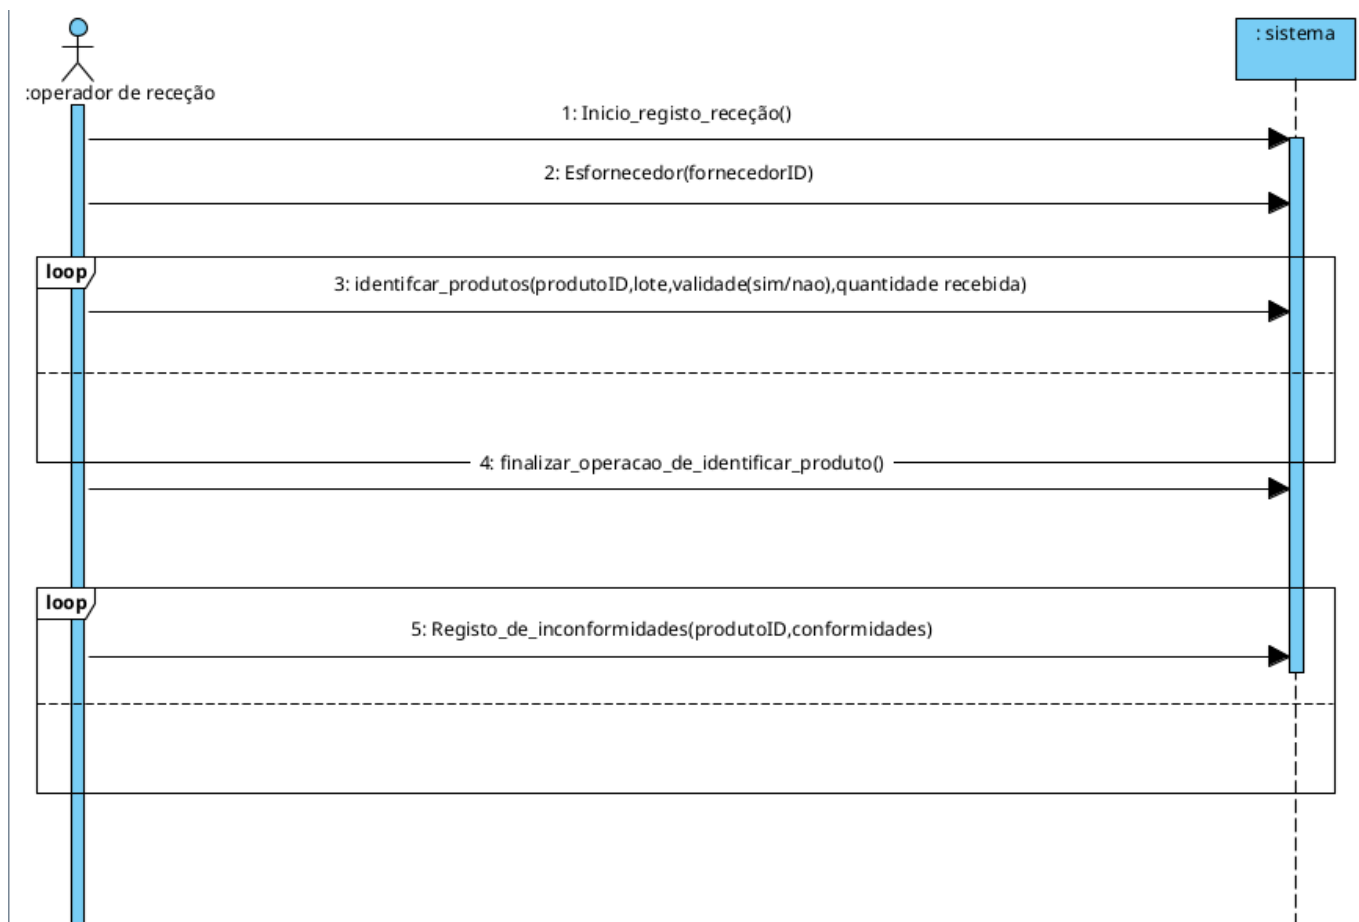 : sistema
:operador de receção
1: Inicio_registo_receção()
2: Esfornecedor(fornecedorID)
loop
3: identifcar_produtos(produtoID,lote,validade(sim/nao),quantidade recebida)
4: finalizar_operacao_de_identificar_produto()
loop
5: Registo_de_inconformidades(produtoID,conformidades)